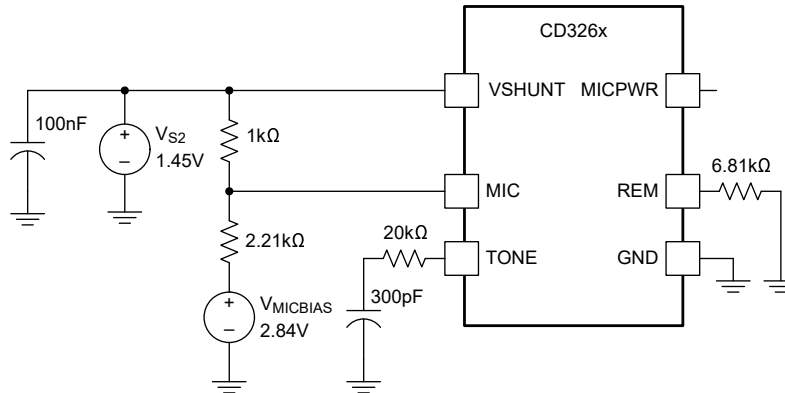 CD326x
VSHUNT
MICPWR
100nF
VS2
1.45V
1kΩ
6.81kΩ
MIC
REM
2.21kΩ
20kΩ
TONE
GND
300pF
VMICBIAS
2.84V